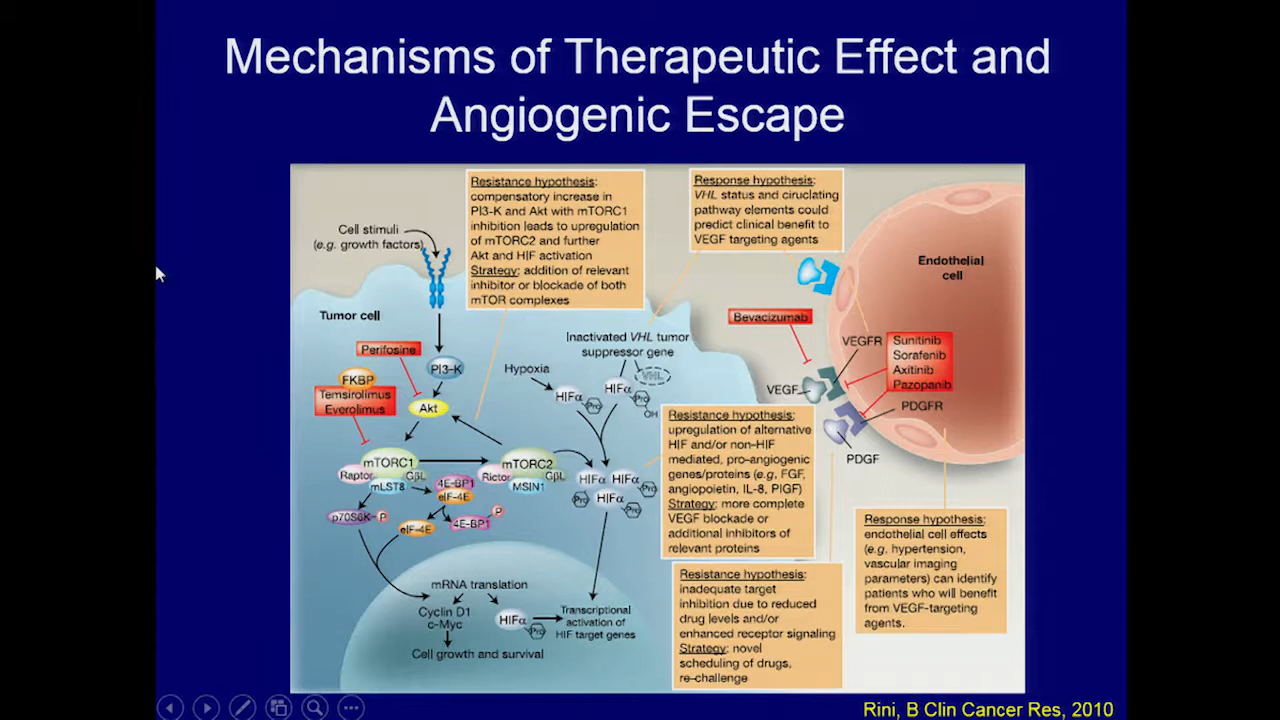 Mechanisms of Therapeutic Effect and
Angiogenic Escape
Resistance hypothesis:
compensatory increase in
PI3-K and Akt with mTORC1
inhibition leads to upregulation
of mTORC2 and further
Akt and HIF activation
Strategy: addition of relevant
inhibitor or blockade of both
mTOR complexes
Response hypothesis:
VHL status and ciruclating
pathway elements could
predict clinical benefit to
VEGF targeting agents
Cell stimuli
(e.g. growth factors)
Endothelial
cell
Tumor cell
Bevacizumab
Inactivated VHL tumor
suppressor gene
VEGFR
Sunitinib
Sorafenib
Axitinib
Pazopanib
Perifosine
PI3-K
Hypoxia
VHL
FKBP
Temsirolimus
Everolimus
Akt
HIFα
Pro
HIFα
Pro
OH
VEGF
PDGFR
PDGF
Resistance hypothesis:
upregulation of alternative
HIF and/or non-HIF
mediated, pro-angiogenic
genes/proteins (e.g, FGF,
angiopoietin, IL-8, PIGF)
Strategy: more complete
VEGF blockade or
additional inhibitors of
relevant proteins
mTORC1
Raptor
GβL
mLST8
mTORC2
Rictor
GβL
MSIN1
4E-BP1
eIF-4E
HIFα
HIFα
HIFα
Pro
Pro
Pro
p70S6K
P
eIF-4E
4E-BP1
P
Response hypothesis:
endothelial cell effects
(e.g. hypertension,
vascular imaging
parameters) can identify
patients who will benefit
from VEGF-targeting
agents.
Resistance hypothesis:
inadequate target
inhibition due to reduced
drug levels and/or
enhanced receptor signaling
Strategy: novel
scheduling of drugs,
re-challenge
mRNA translation
Cyclin D1
c-Myc
HIFα
Pro
Transcriptional
activation of
HIF target genes
Cell growth and survival
Rini, B Clin Cancer Res, 2010